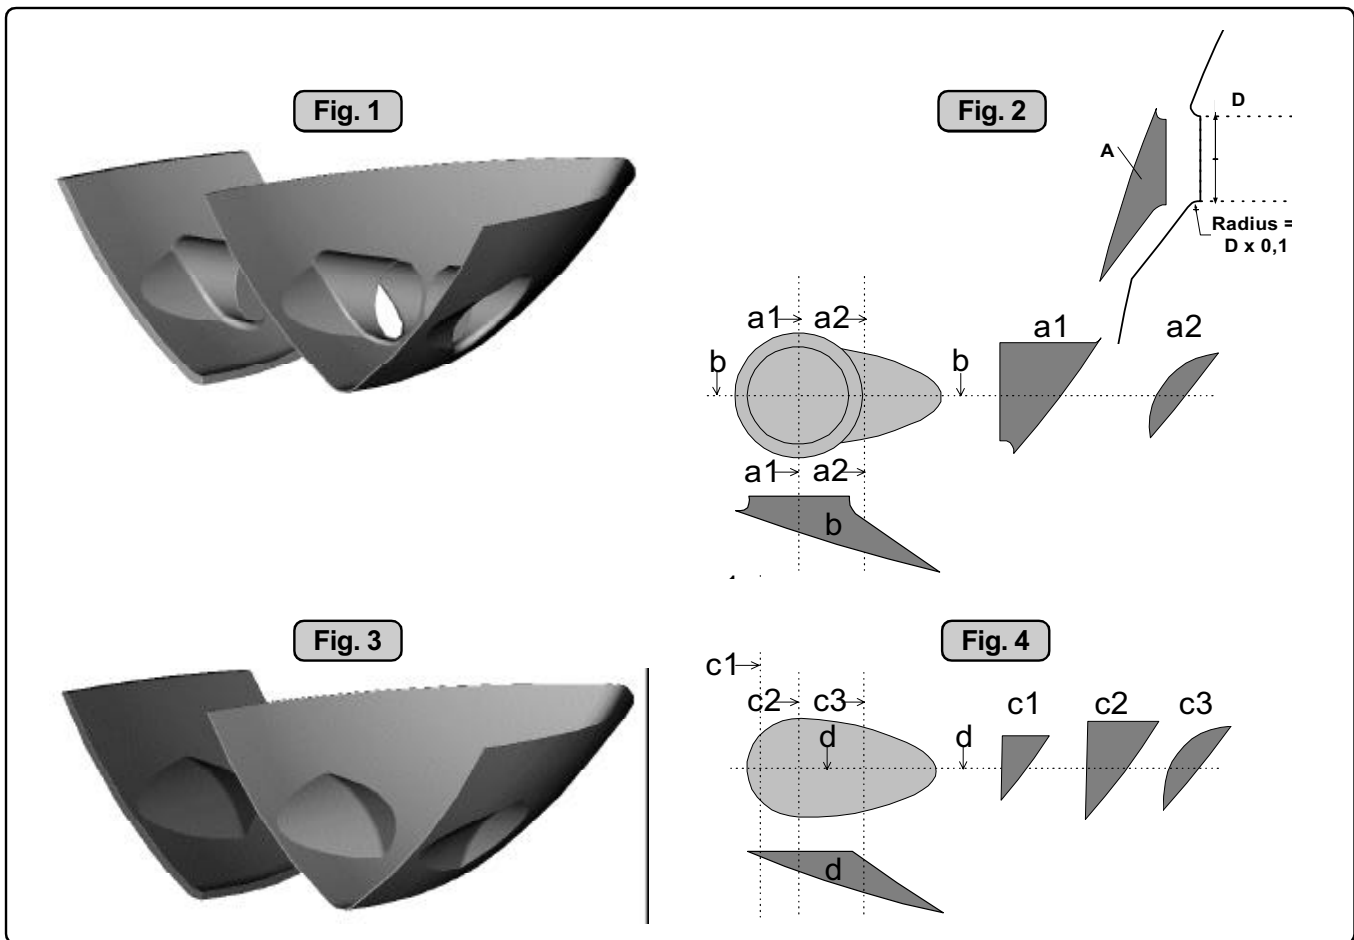 Fig. 1
Fig. 2
D
A
Radius =
D x 0,1
a1 a2
a1
a2
b
b
a1 a2
b
Fig. 3
Fig. 4
c1
c2 c3
c1
c2
c3
d
d
d